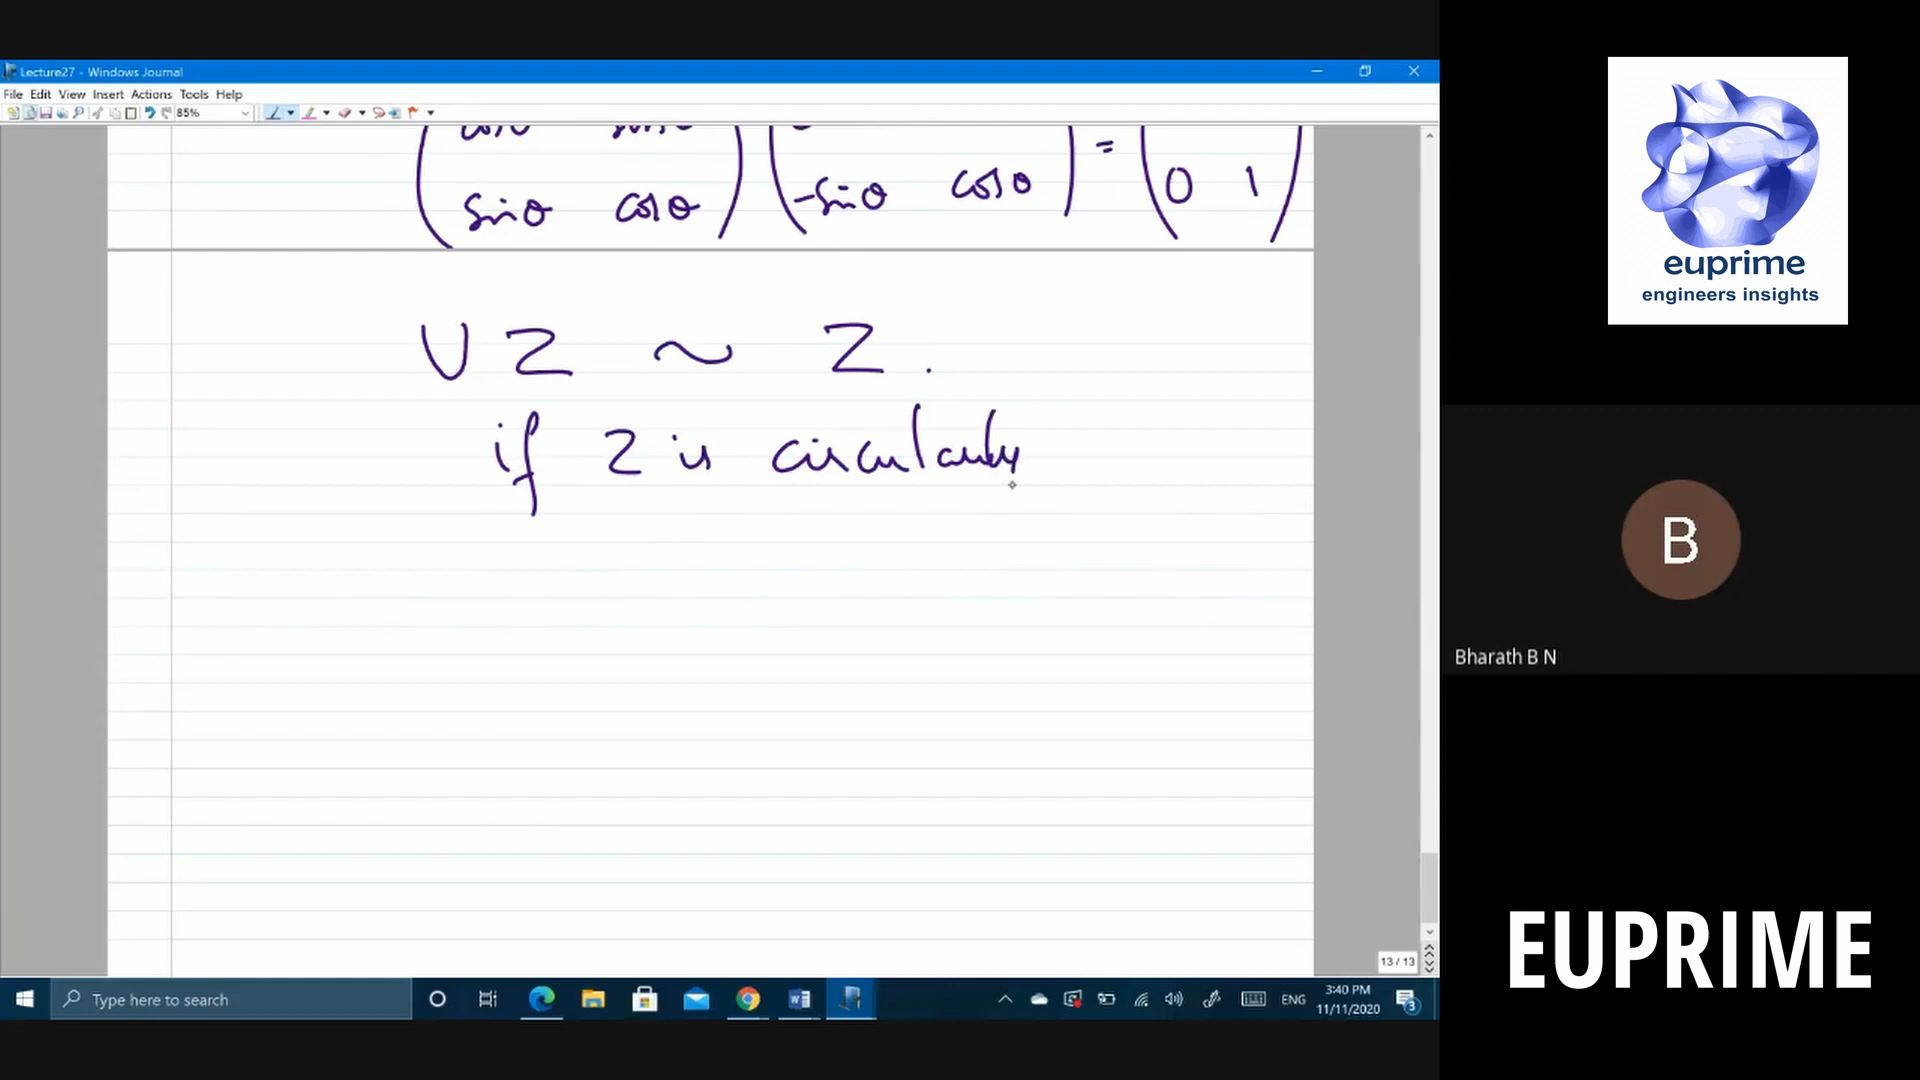 Lecture27 - Windows Journal
File Edit View Insert Actions Tools Help
85%
=
sinθ cosθ -sinθ cosθ 0 1
U Z ~ Z .
if Z is circularly
13 / 13
Type here to search
ENG
3:40 PM
11/11/2020
3
euprime
engineers insights
B
Bharath B N
EUPRIME